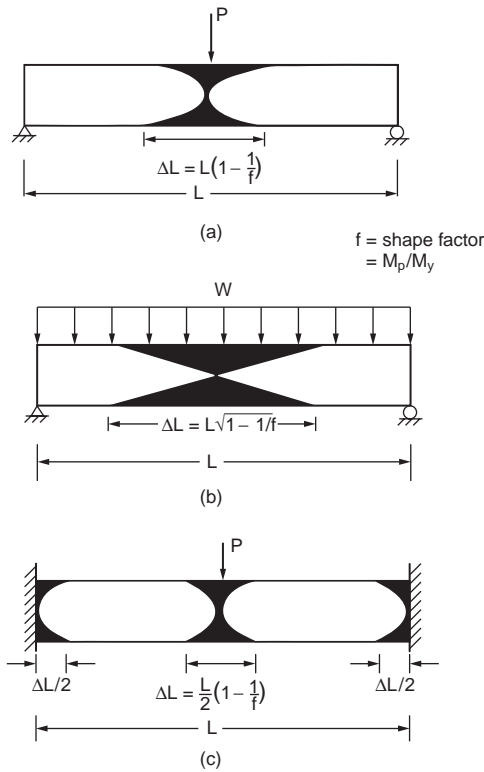 P
ΔL = L(1 − 1/f)
L
(a)
f = shape factor
= Mp/My
W
ΔL = L√1 − 1/f
L
(b)
P
ΔL/2
ΔL = L/2 (1 − 1/f)
ΔL/2
L
(c)